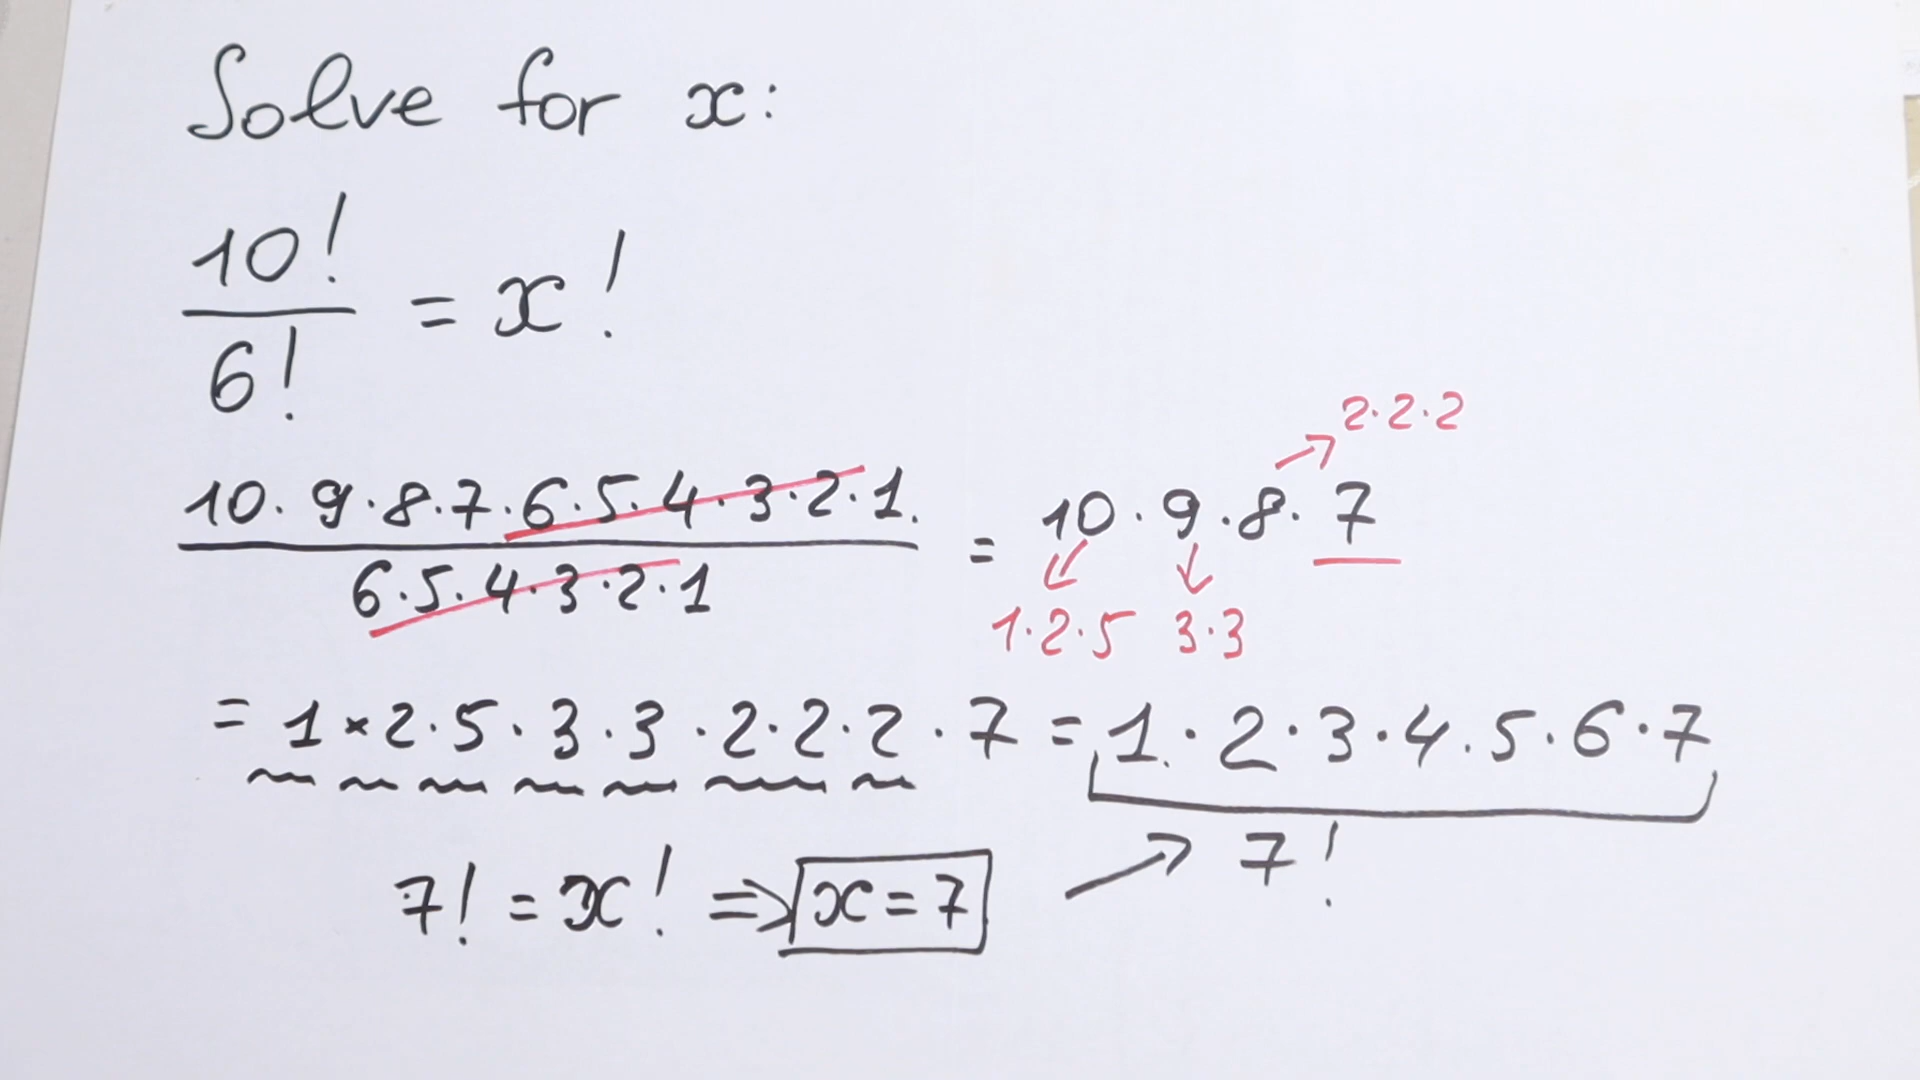 Solve for x:
10!
= x!
6!
2·2·2
10·9·8·7·6·5·4·3·2·1.
= 10·9·8·7
6·5·4·3·2·1
1·2·5 3·3
= 1×2·5·3·3·2·2·2·7 = 1·2·3·4·5·6·7
7!
7! = x! ⇒ x = 7